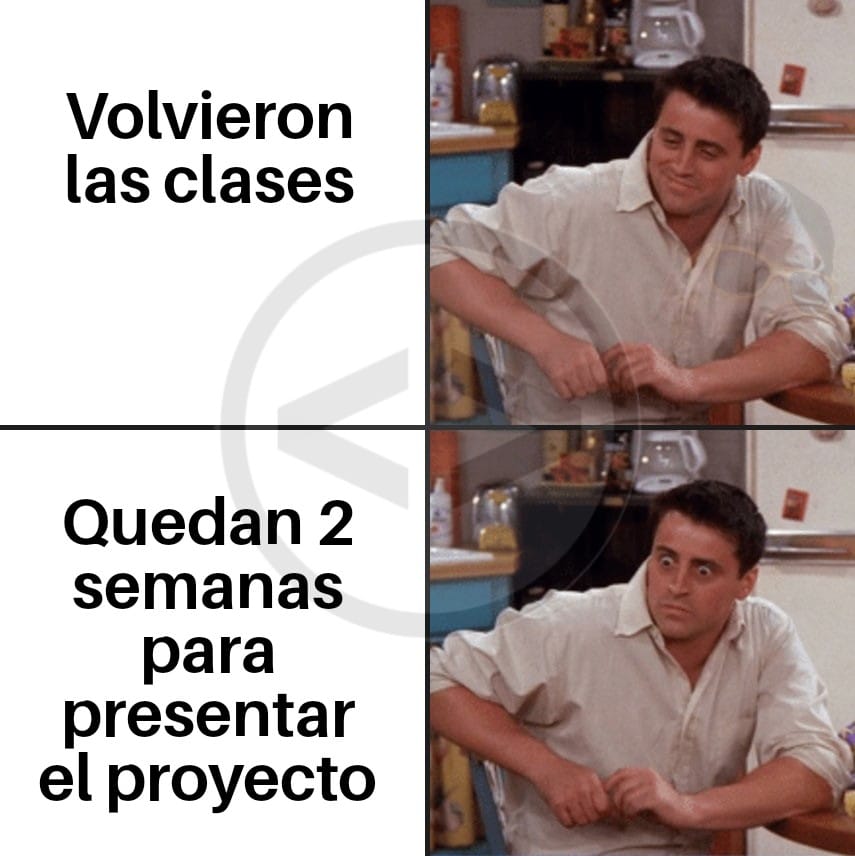 Volvieron
las clases
Quedan 2
semanas
para
presentar
el proyecto